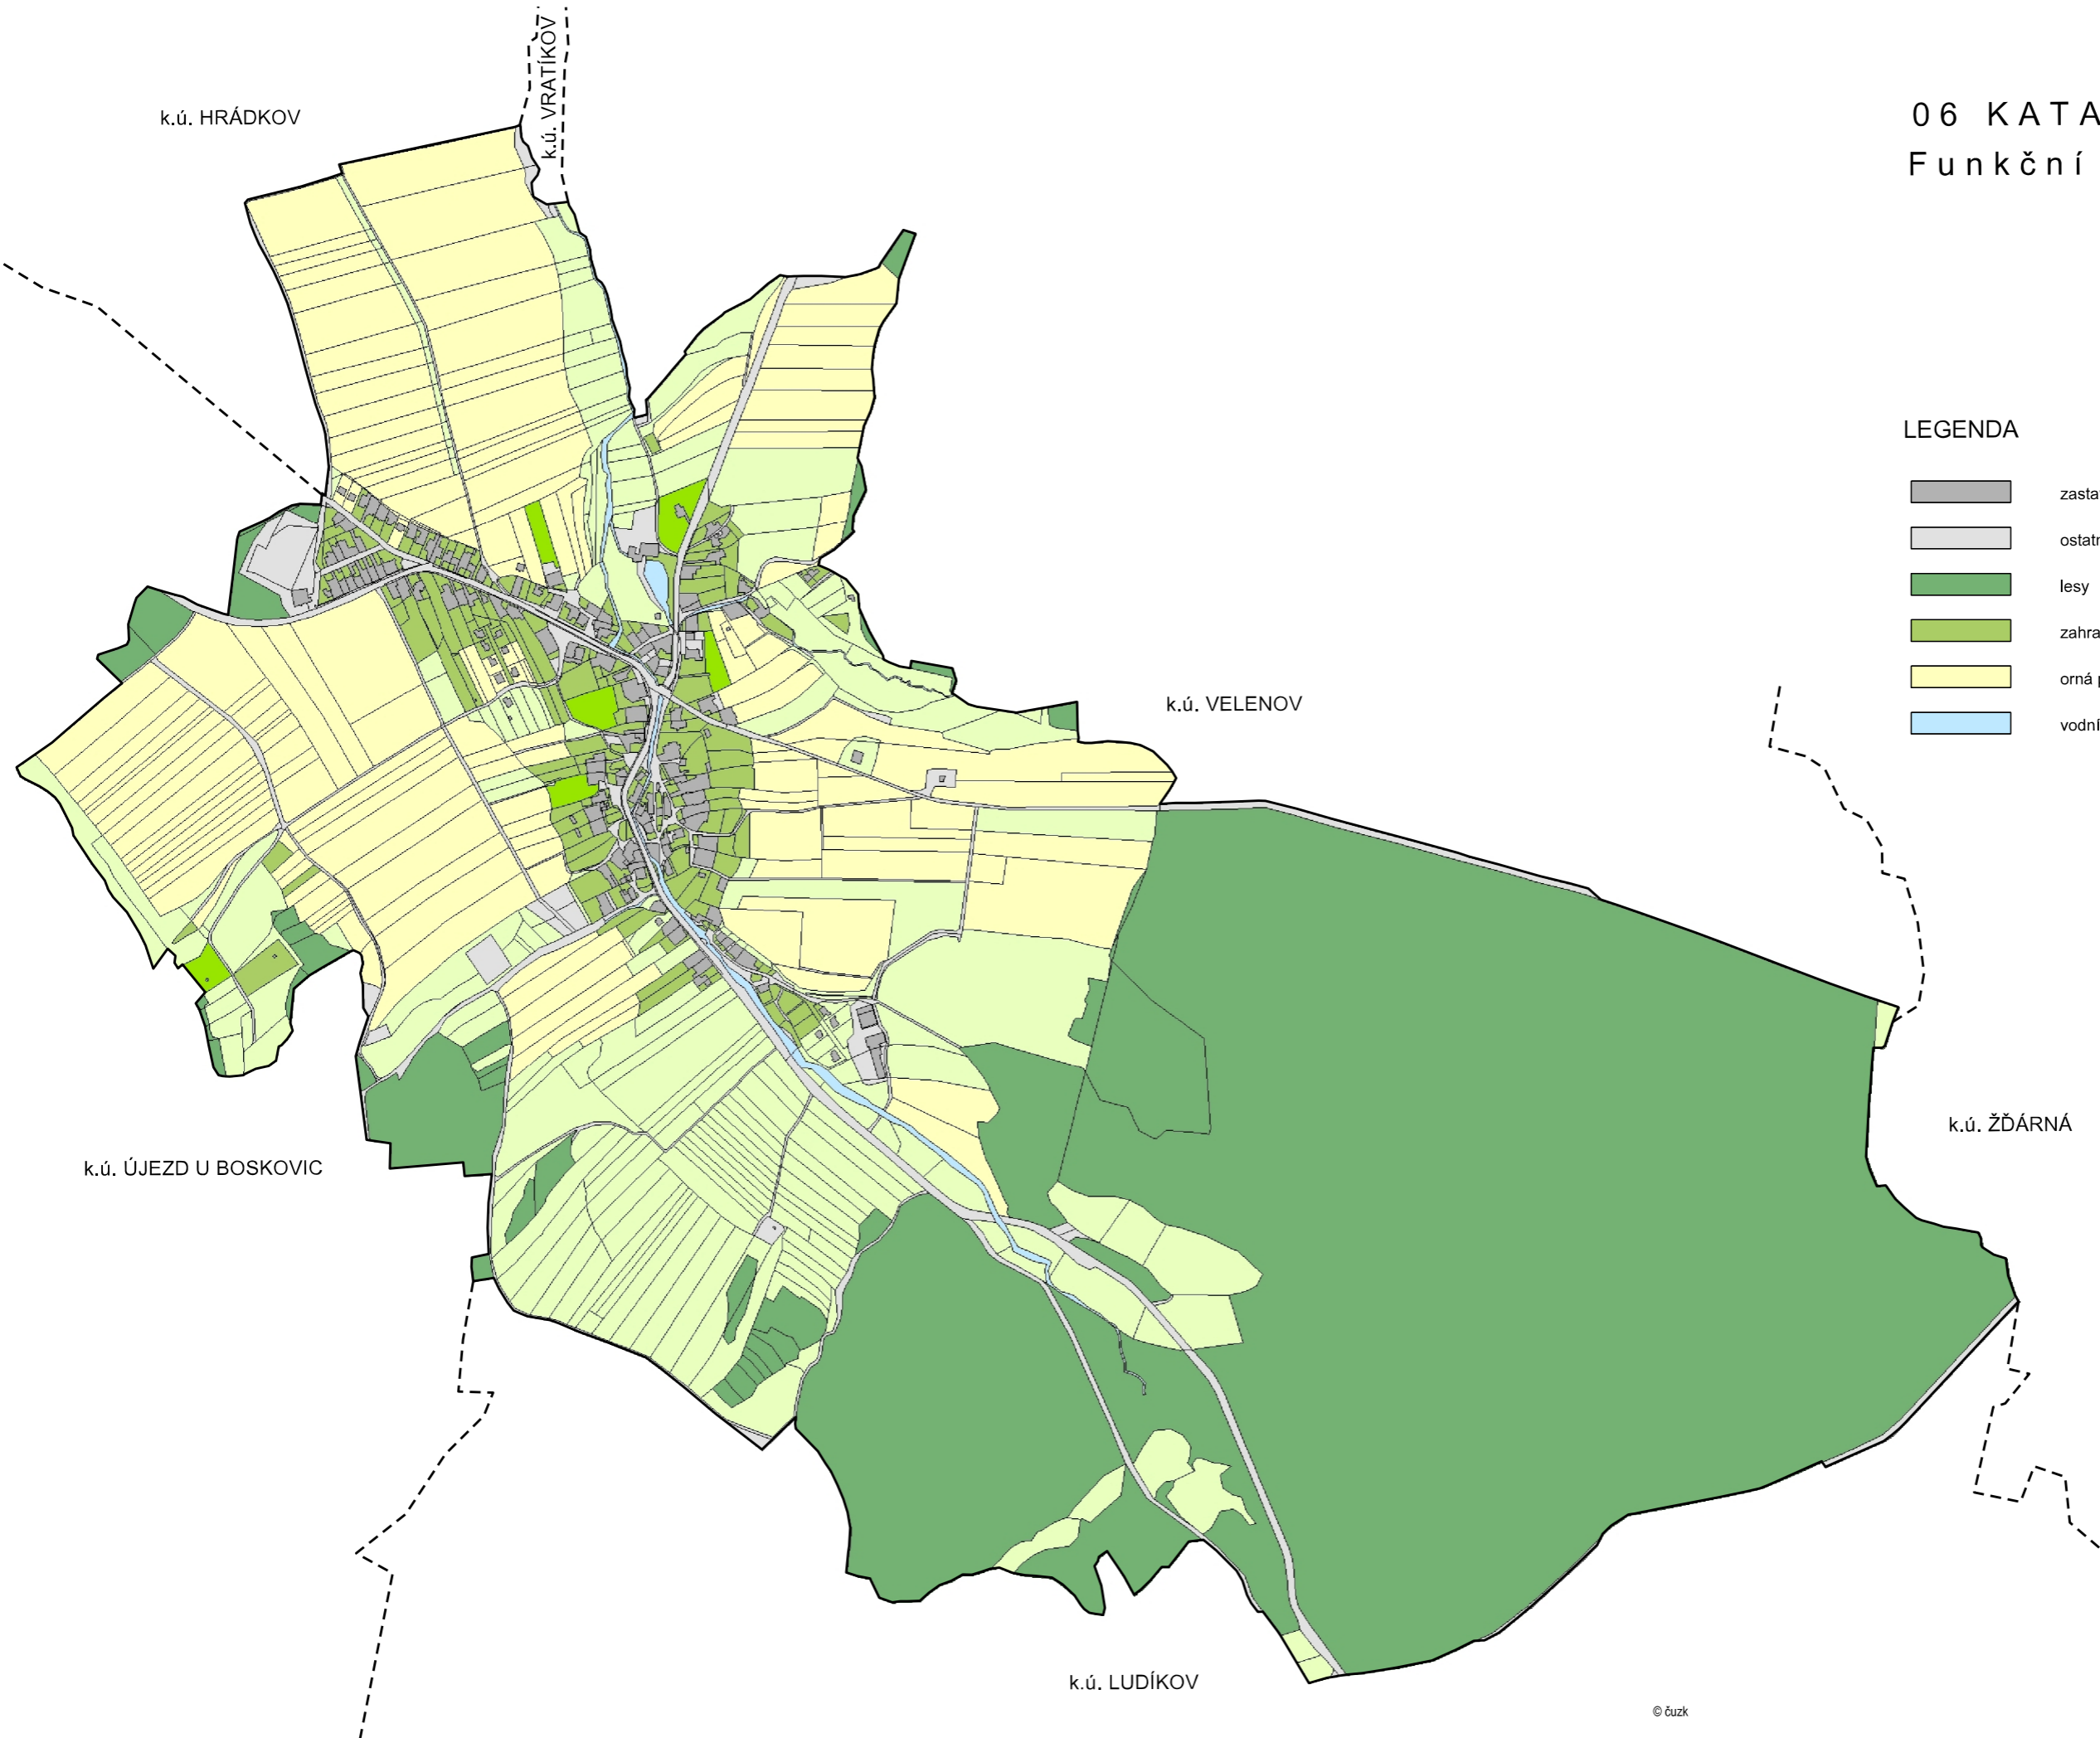 06 KATA
Funkční
k.ú. HRÁDKOV
k.ú. VRATÍKOV
LEGENDA
zasta
ostatn
lesy
zahra
orná p
vodní
k.ú. VELENOV
k.ú. ŽĎÁRNÁ
k.ú. ÚJEZD U BOSKOVIC
k.ú. LUDÍKOV
© čuzk